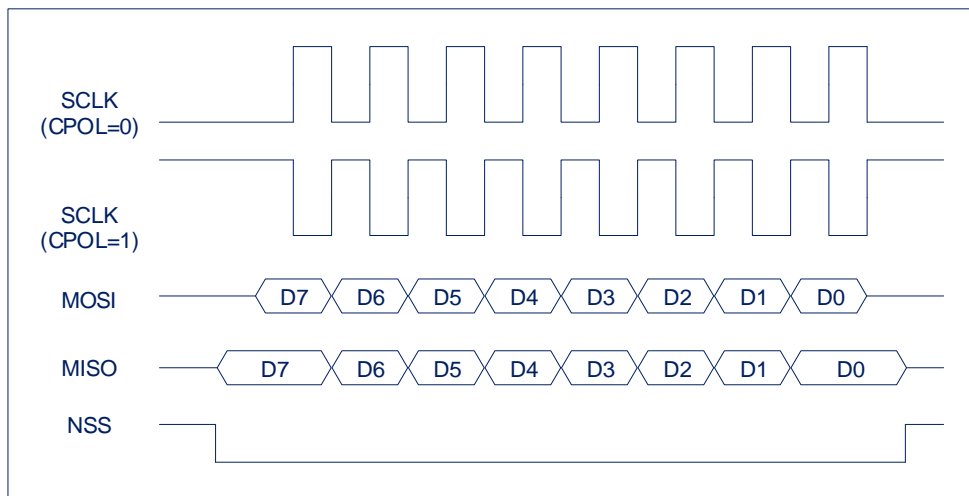 SCLK
(CPOL=0)
SCLK
(CPOL=1)
MOSI D7 D6 D5 D4 D3 D2 D1 D0
MISO D7 D6 D5 D4 D3 D2 D1 D0
NSS